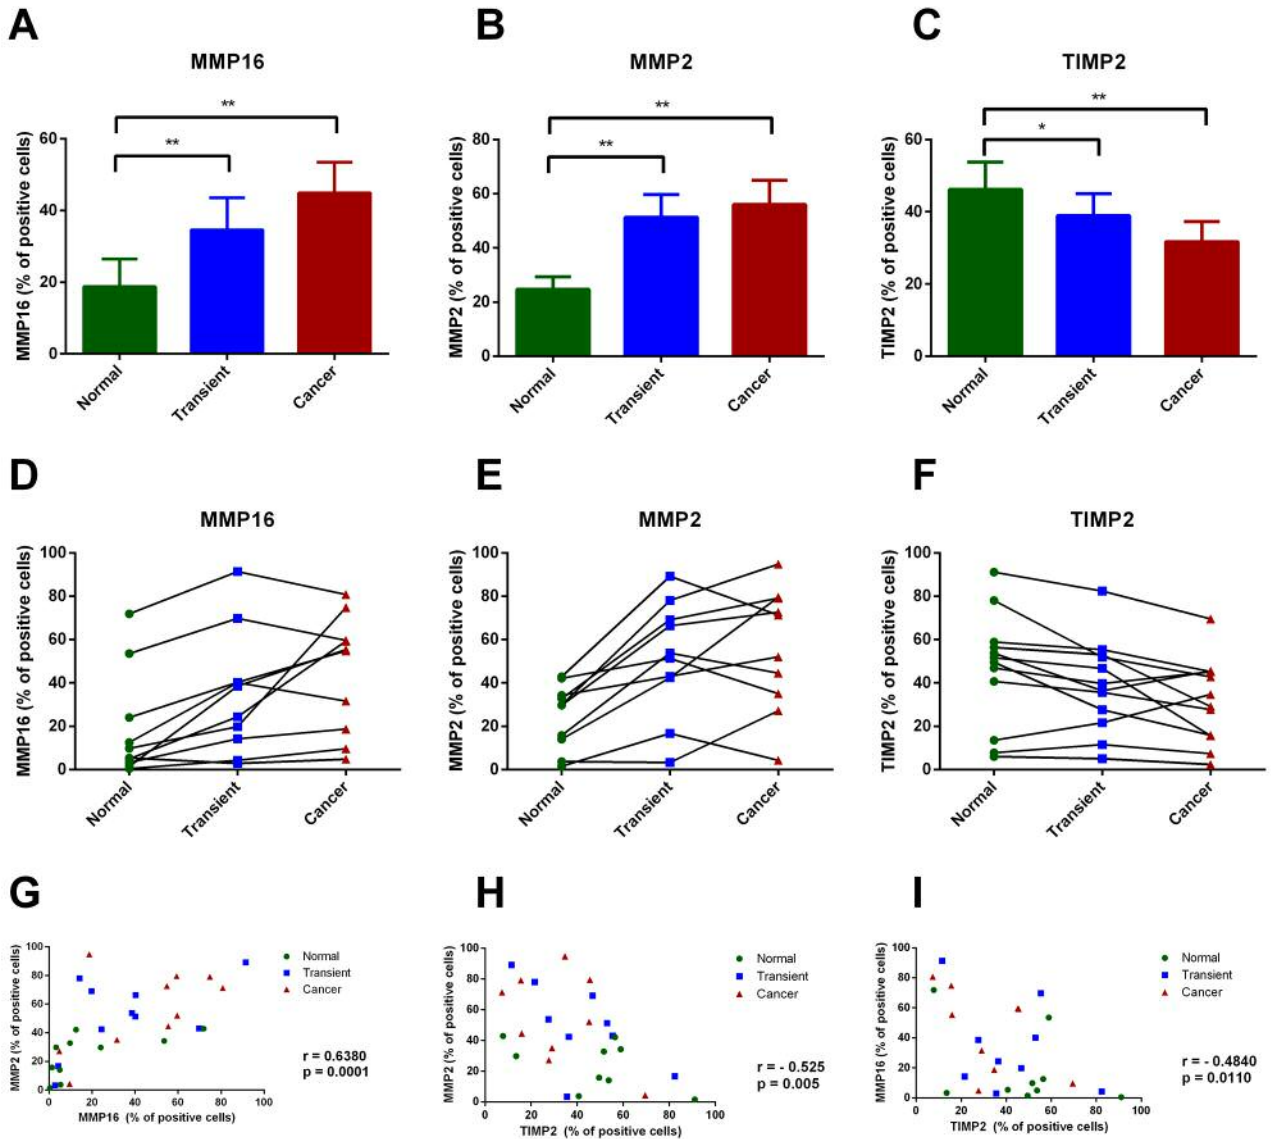 A
B
C
MMP16
MMP2
TIMP2
**
**
**
**
**
*
MMP16 (% of positive cells)
60
40
20
0
Normal
Transient
Cancer
MMP2 (% of positive cells)
80
60
40
20
0
Normal
Transient
Cancer
TIMP2 (% of positive cells)
60
40
20
0
Normal
Transient
Cancer
D
E
F
MMP16
MMP2
TIMP2
MMP16 (% of positive cells)
100
80
60
40
20
0
Normal
Transient
Cancer
MMP2 (% of positive cells)
100
80
60
40
20
0
Normal
Transient
Cancer
TIMP2 (% of positive cells)
100
80
60
40
20
0
Normal
Transient
Cancer
G
H
I
MMP2 (% of positive cells)
100
80
60
40
20
0
0 20 40 60 80 100
MMP16 (% of positive cells)
Normal
Transient
Cancer
r = 0.6380
p = 0.0001
MMP2 (% of positive cells)
100
80
60
40
20
0
0 20 40 60 80 100
TIMP2 (% of positive cells)
Normal
Transient
Cancer
r = - 0.525
p = 0.005
MMP16 (% of positive cells)
100
80
60
40
20
0
0 20 40 60 80 100
TIMP2 (% of positive cells)
Normal
Transient
Cancer
r = - 0.4840
p = 0.0110